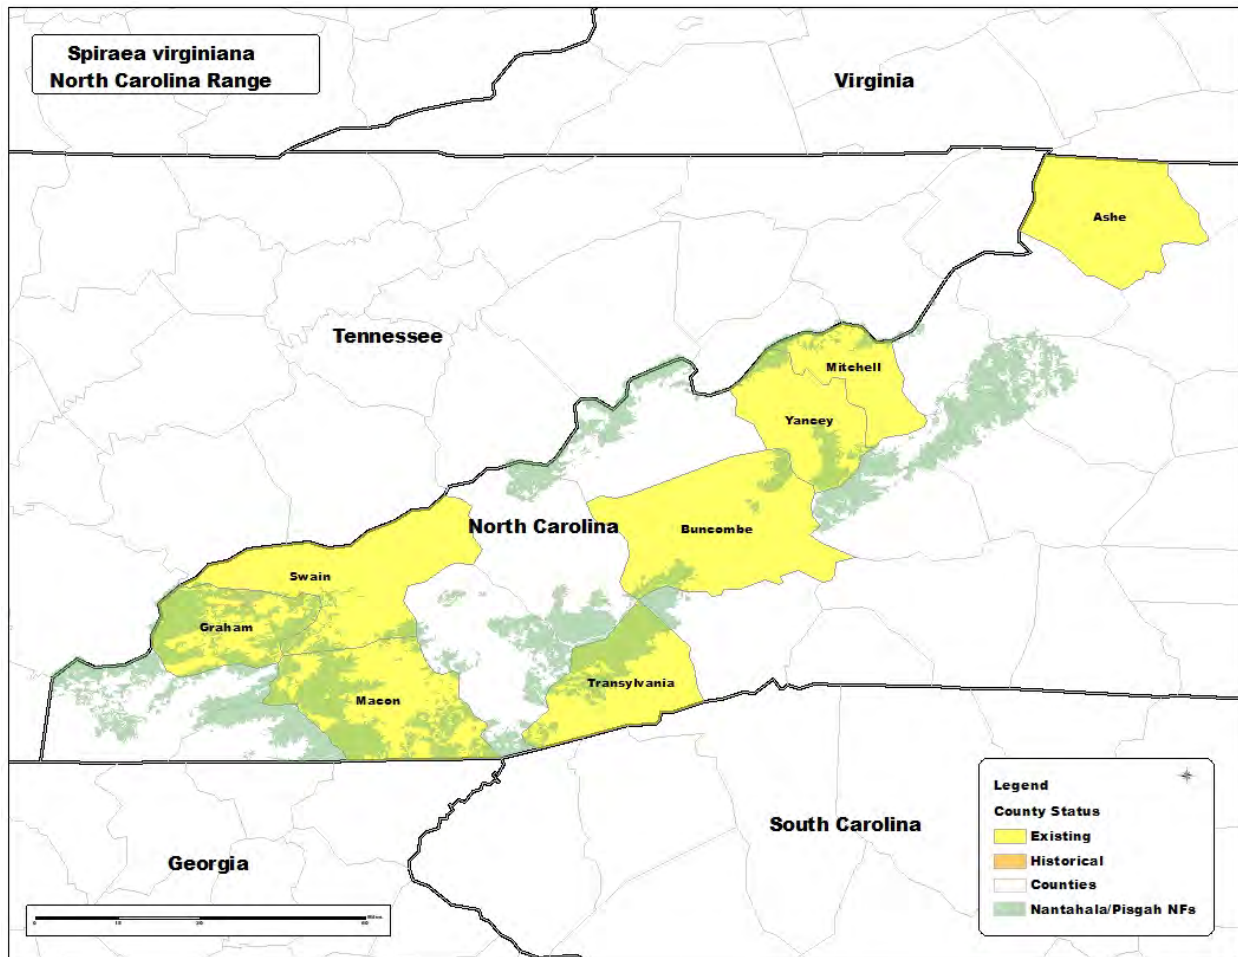 Spiraea virginiana
North Carolina Range
Virginia
Ashe
Tennessee
Mitchell
Yancey
North Carolina
Buncombe
Swain
Graham
Transylvania
Macon
South Carolina
Georgia
Legend
County Status
Existing
Historical
Counties
Nantahala/Pisgah NFs